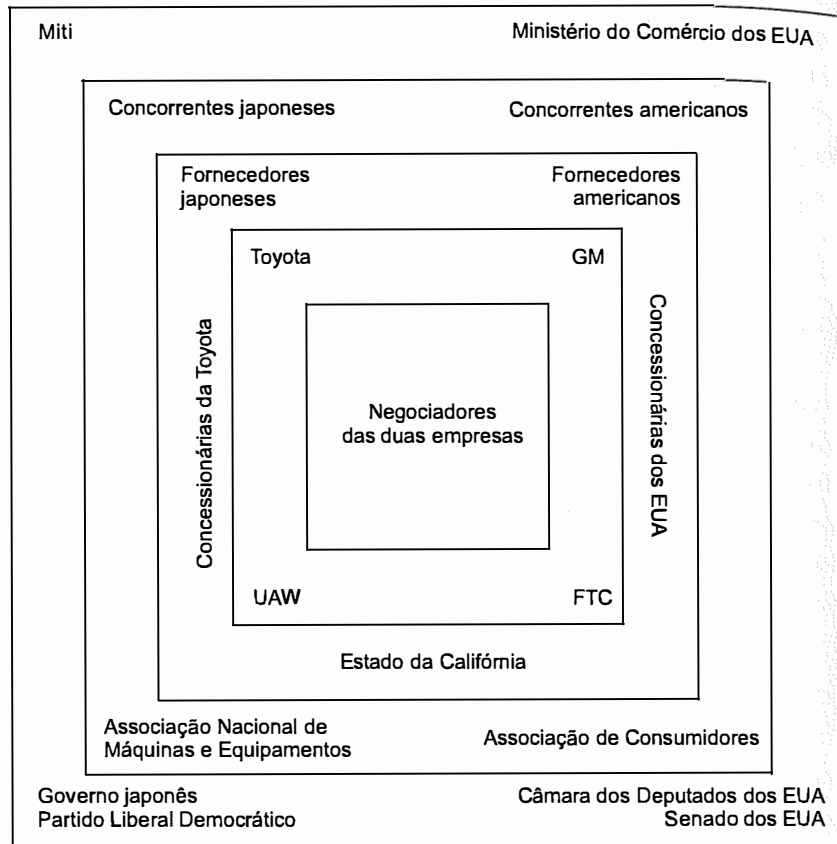 Miti
Ministério do Comércio dos EUA
Concorrentes japoneses
Concorrentes americanos
Fornecedores
japoneses
Fornecedores
americanos
Toyota
GM
Concessionárias da Toyota
Negociadores
das duas empresas
Concessionárias dos EUA
UAW
FTC
Estado da Califórnia
Associação Nacional de
Máquinas e Equipamentos
Associação de Consumidores
Governo japonês
Partido Liberal Democrático
Câmara dos Deputados dos EUA
Senado dos EUA